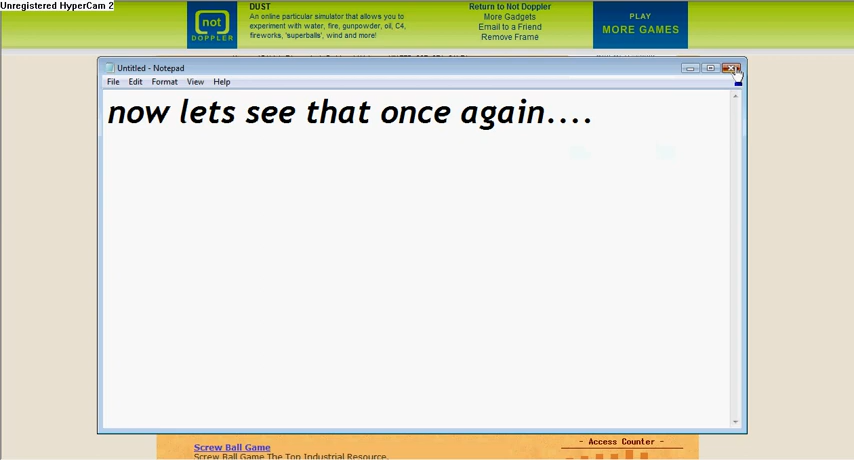 Unregistered HyperCam 2
not
DOPPLER
DUST
An online particular simulator that allows you to
experiment with water, fire, gunpowder, oil, C4,
fireworks, 'superballs', wind and more!
Return to Not Doppler
More Gadgets
Email to a Friend
Remove Frame
PLAY
MORE GAMES
Untitled - Notepad
File Edit Format View Help
now lets see that once again....
Screw Ball Game
Screw Ball Game The Top Industrial Resource.
- Access Counter -